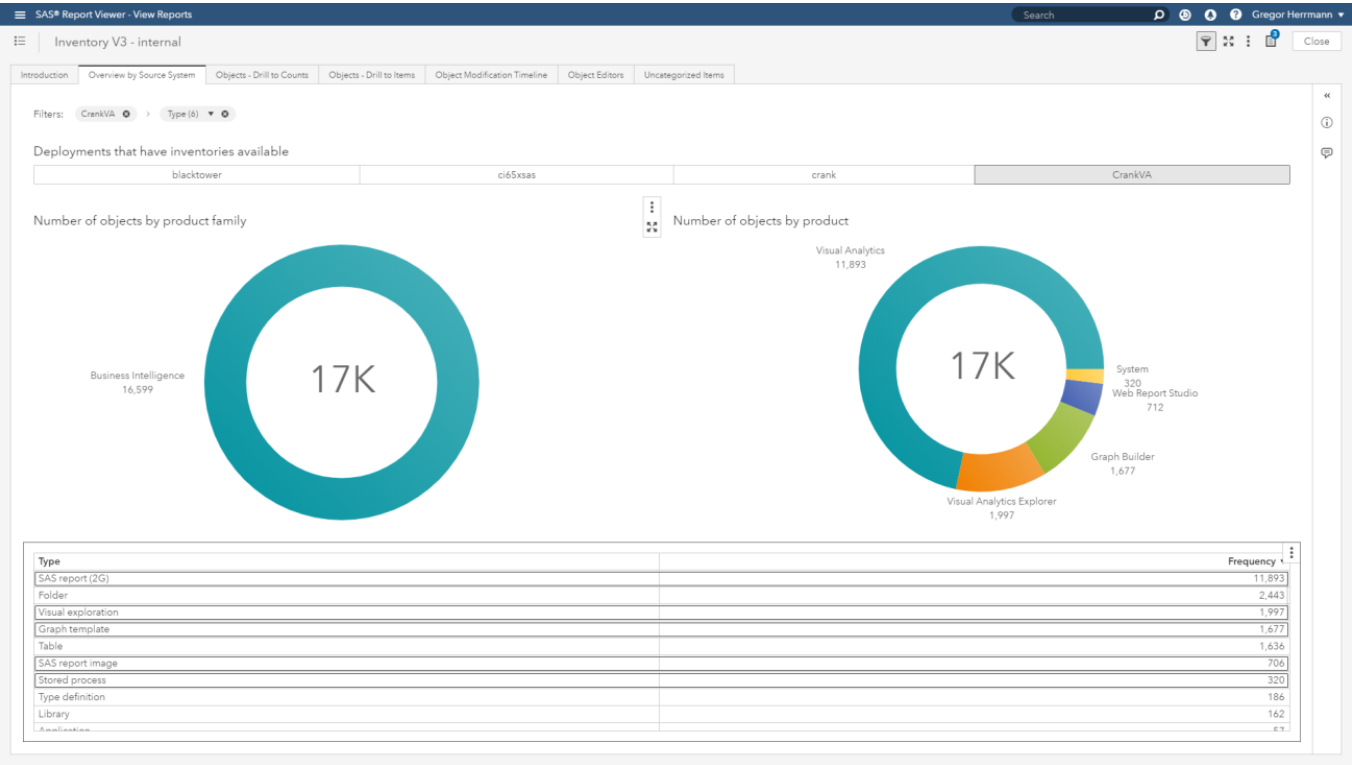 SAS® Report Viewer - View Reports
Search
Gregor Herrmann
Inventory V3 - internal
3
Close
Introduction
Overview by Source System
Objects - Drill to Counts
Objects - Drill to Items
Object Modification Timeline
Object Editors
Uncategorized Items
Filters:
CrankVA
Type (6)
Deployments that have inventories available
blacktower
ci65xsas
crank
CrankVA
Number of objects by product family
Number of objects by product
Business Intelligence
16,599
17K
Visual Analytics
11,893
17K
System
320
Web Report Studio
712
Graph Builder
1,677
Visual Analytics Explorer
1,997
Type Frequency
SAS report (2G) 11,893
Folder 2,443
Visual exploration 1,997
Graph template 1,677
Table 1,636
SAS report image 706
Stored process 320
Type definition 186
Library 162
Application 57